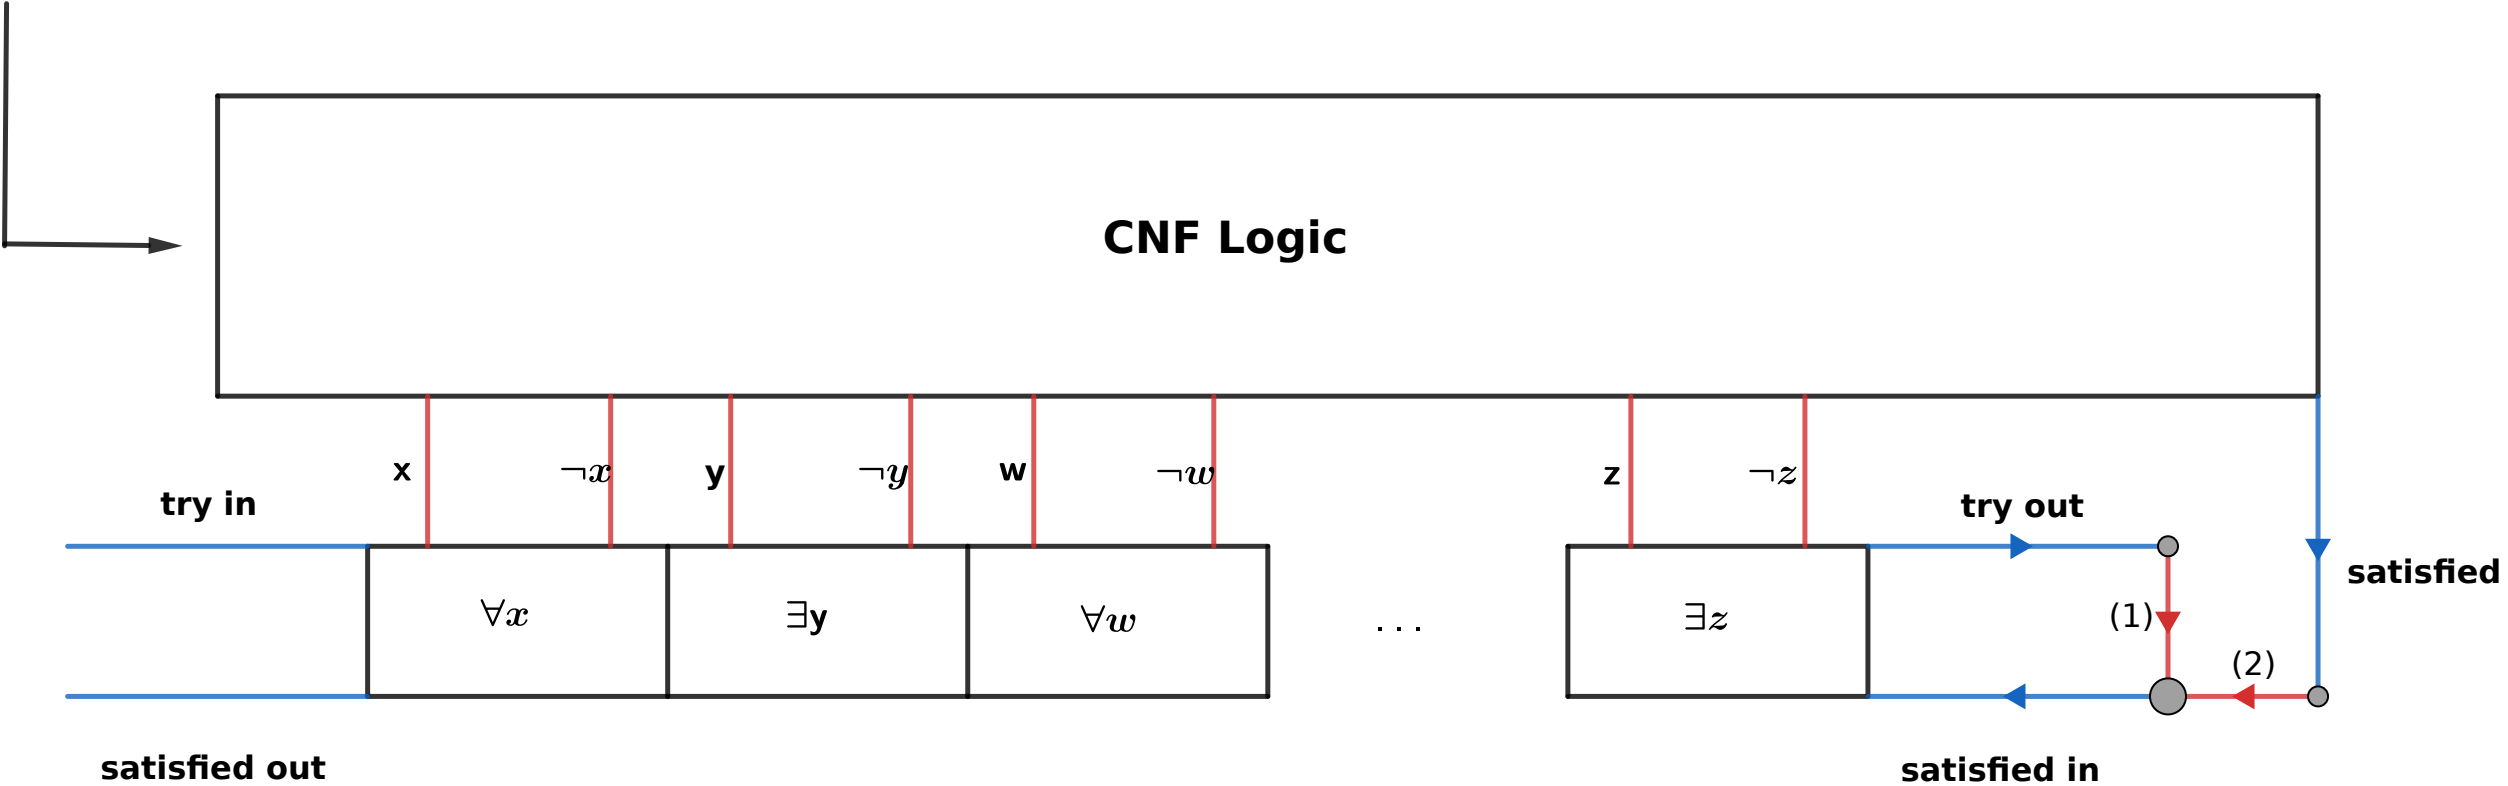 CNF Logic
x ¬x y ¬y w ¬w z ¬z
try in
try out
satisfied
∀x ∃y ∀w ... ∃z
(1)
(2)
satisfied out
satisfied in